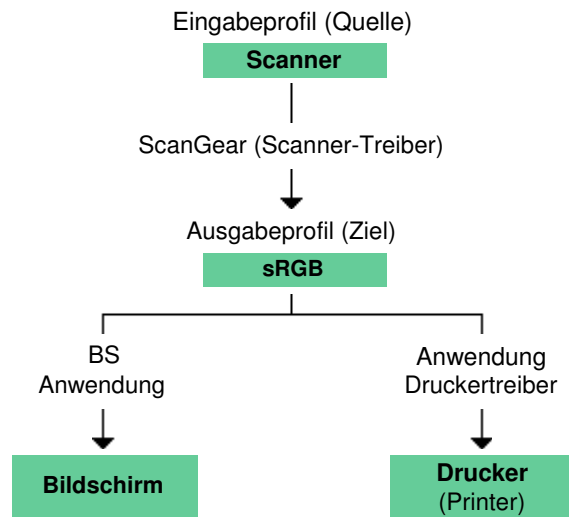 Eingabeprofil (Quelle)
Scanner
ScanGear (Scanner-Treiber)
Ausgabeprofil (Ziel)
sRGB
BS
Anwendung
Anwendung
Druckertreiber
Bildschirm
Drucker
(Printer)